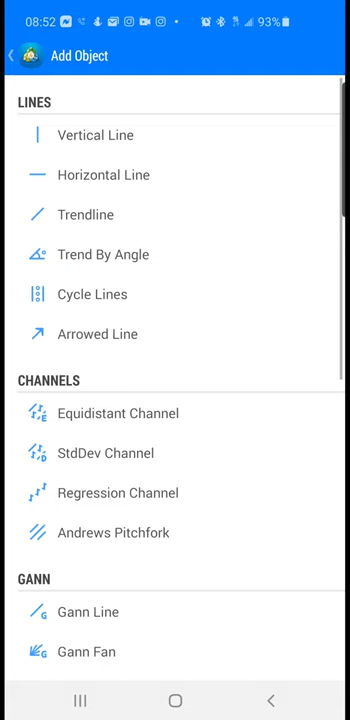 08:52 93%
Add Object
LINES
Vertical Line
Horizontal Line
Trendline
Trend By Angle
Cycle Lines
Arrowed Line
CHANNELS
E Equidistant Channel
D StdDev Channel
Regression Channel
Andrews Pitchfork
GANN
G Gann Line
G Gann Fan